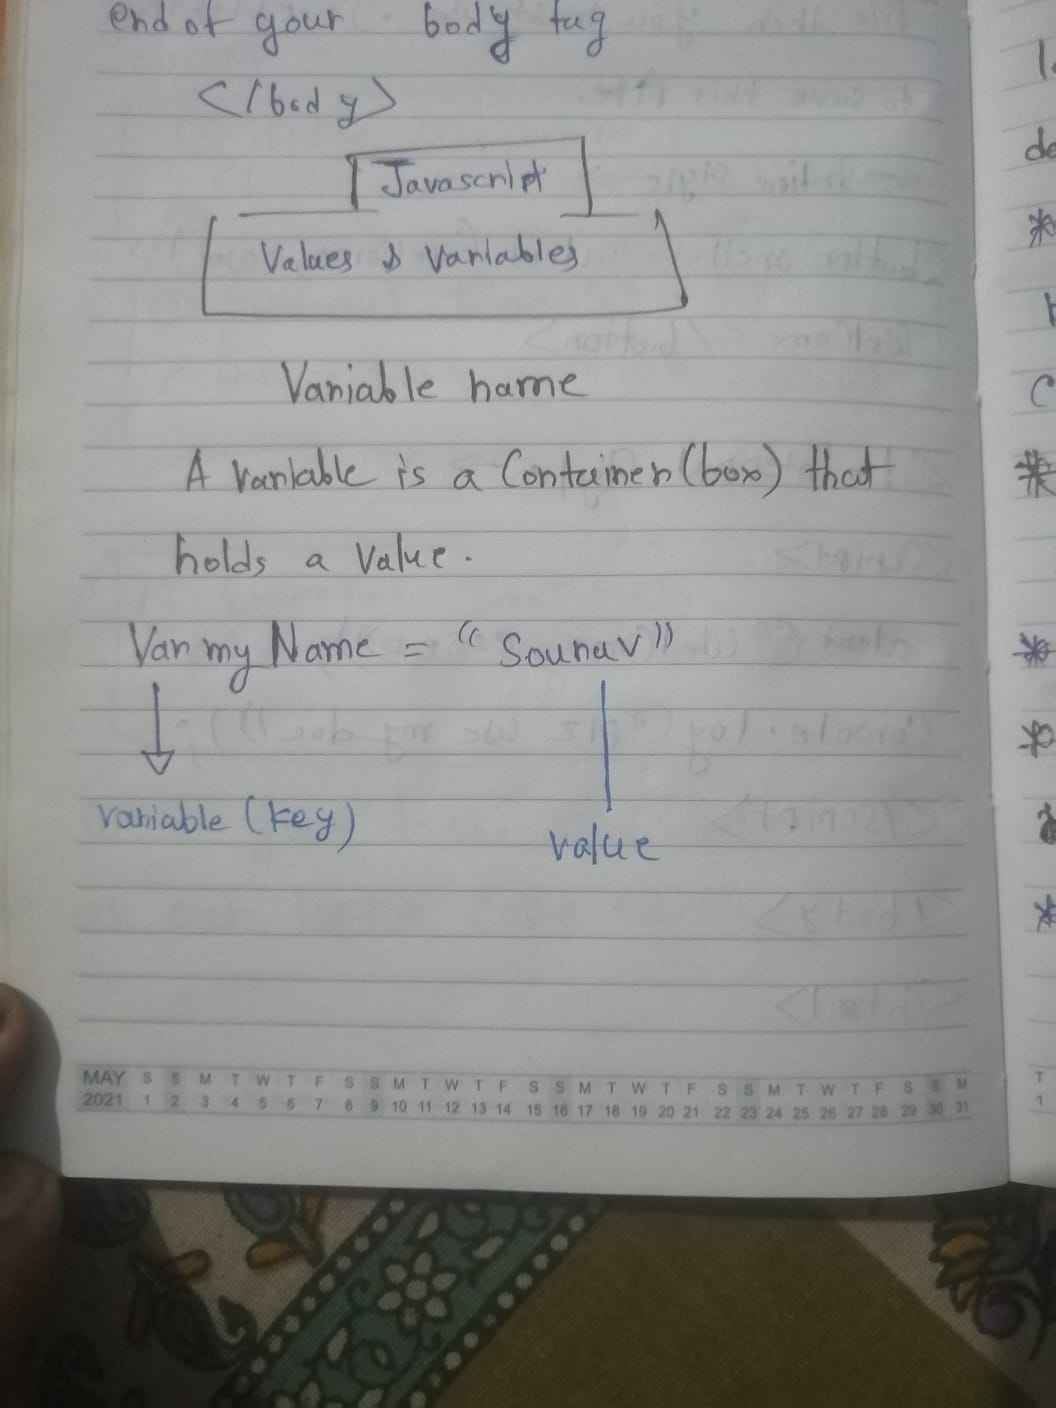 end of your body tag
</body>
Javascript
Values & variables
Variable name
A variable is a Container (box) that
holds a value.
Var my Name = "Sounav"
variable (key)
value
MAY S S M T W T F S S M T W T F S S M T W T F S S M T W T F S S M
2021 1 2 3 4 5 6 7 8 9 10 11 12 13 14 15 16 17 18 19 20 21 22 23 24 25 26 27 28 29 30 31